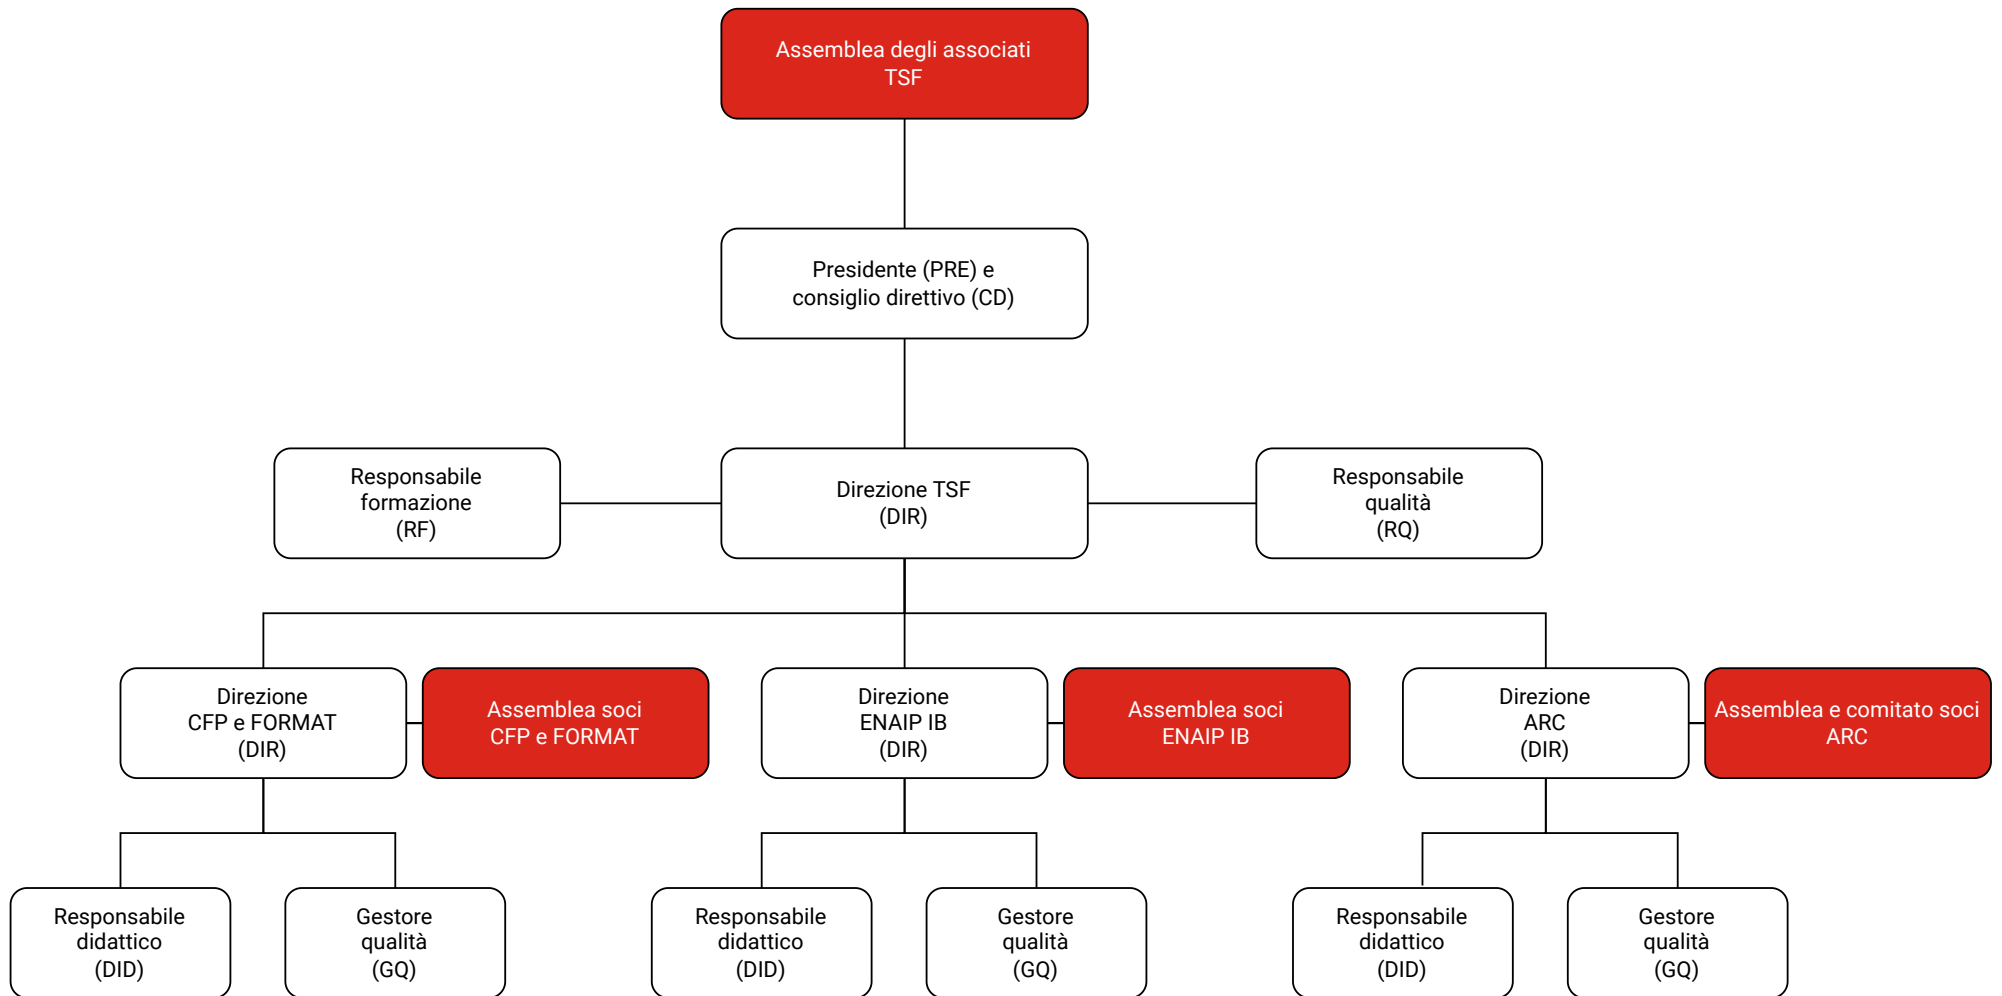 Assemblea degli associati
TSF
Presidente (PRE) e
consiglio direttivo (CD)
Responsabile
formazione
(RF)
Direzione TSF
(DIR)
Responsabile
qualità
(RQ)
Direzione
CFP e FORMAT
(DIR)
Assemblea soci
CFP e FORMAT
Direzione
ENAIP IB
(DIR)
Assemblea soci
ENAIP IB
Direzione
ARC
(DIR)
Assemblea e comitato soci
ARC
Responsabile
didattico
(DID)
Gestore
qualità
(GQ)
Responsabile
didattico
(DID)
Gestore
qualità
(GQ)
Responsabile
didattico
(DID)
Gestore
qualità
(GQ)